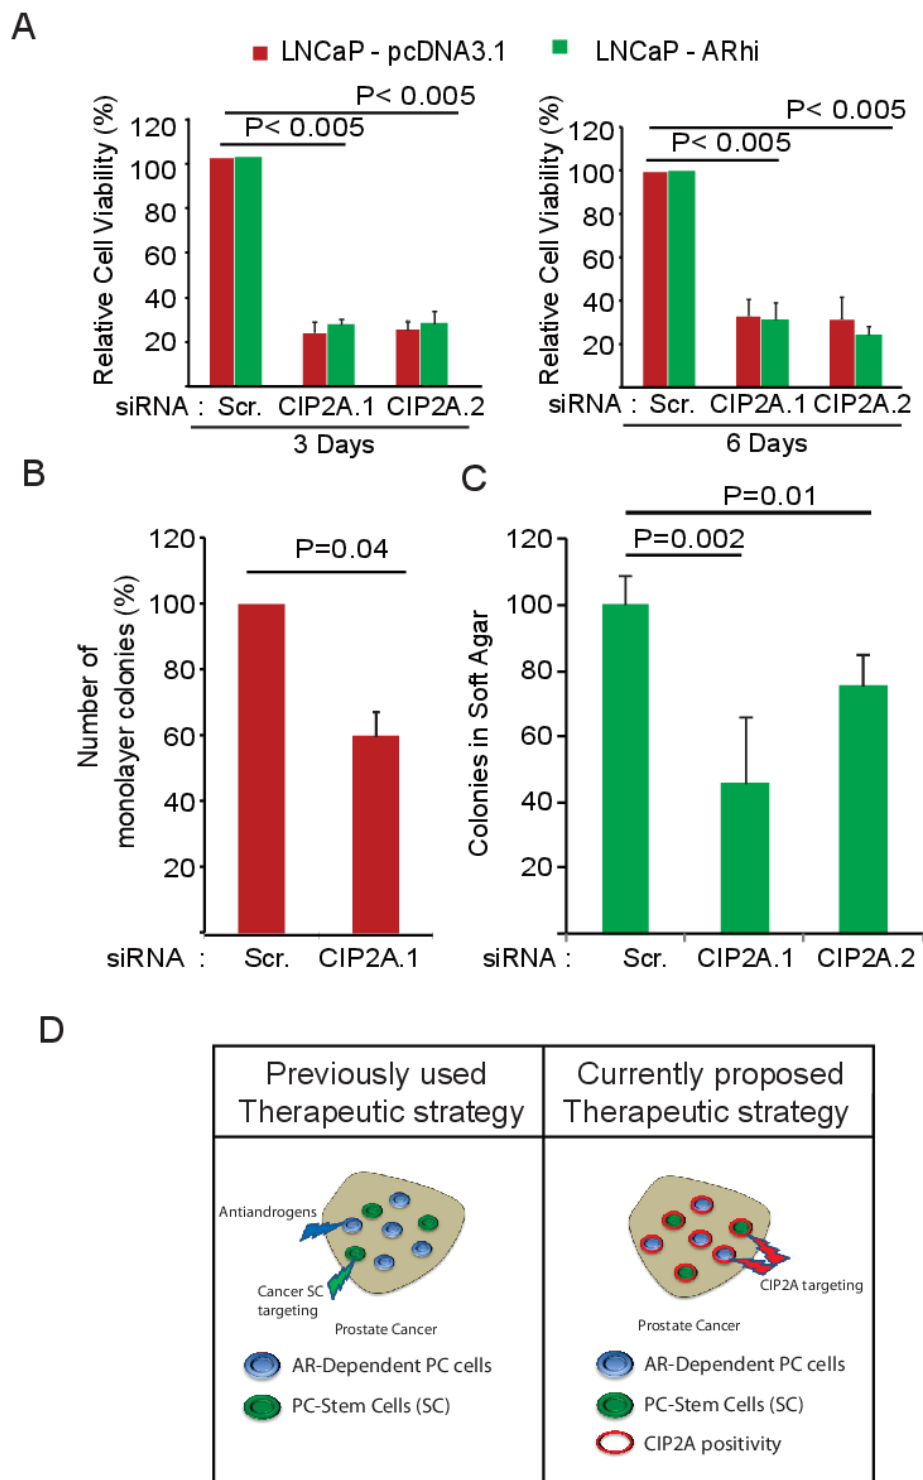 A
LNCaP - pcDNA3.1 LNCaP - ARhi
Relative Cell Viability (%)
120
100
80
60
40
20
P< 0.005
P< 0.005
siRNA : Scr. CIP2A.1 CIP2A.2
3 Days
Relative Cell Viability (%)
120
100
80
60
40
20
P< 0.005
P< 0.005
siRNA : Scr. CIP2A.1 CIP2A.2
6 Days
B
Number of
monolayer colonies (%)
120
100
80
60
40
20
P=0.04
siRNA : Scr. CIP2A.1
C
Colonies in Soft Agar
120
100
80
60
40
20
P=0.01
P=0.002
siRNA : Scr. CIP2A.1 CIP2A.2
D
Previously used
Therapeutic strategy
Antiandrogens
Cancer SC
targeting
Prostate Cancer
AR-Dependent PC cells
PC-Stem Cells (SC)
Currently proposed
Therapeutic strategy
CIP2A targeting
Prostate Cancer
AR-Dependent PC cells
PC-Stem Cells (SC)
CIP2A positivity